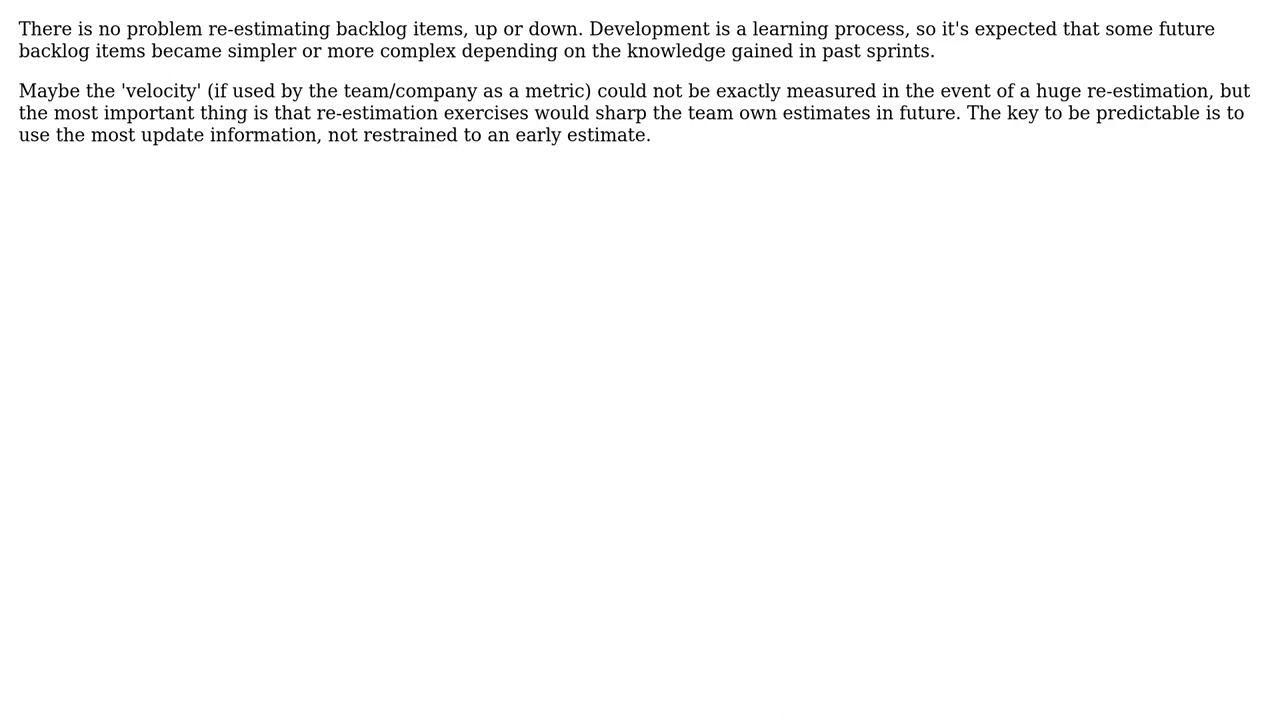 There is no problem re-estimating backlog items, up or down. Development is a learning process, so it's expected that some future
backlog items became simpler or more complex depending on the knowledge gained in past sprints.
Maybe the 'velocity' (if used by the team/company as a metric) could not be exactly measured in the event of a huge re-estimation, but
the most important thing is that re-estimation exercises would sharp the team own estimates in future. The key to be predictable is to
use the most update information, not restrained to an early estimate.